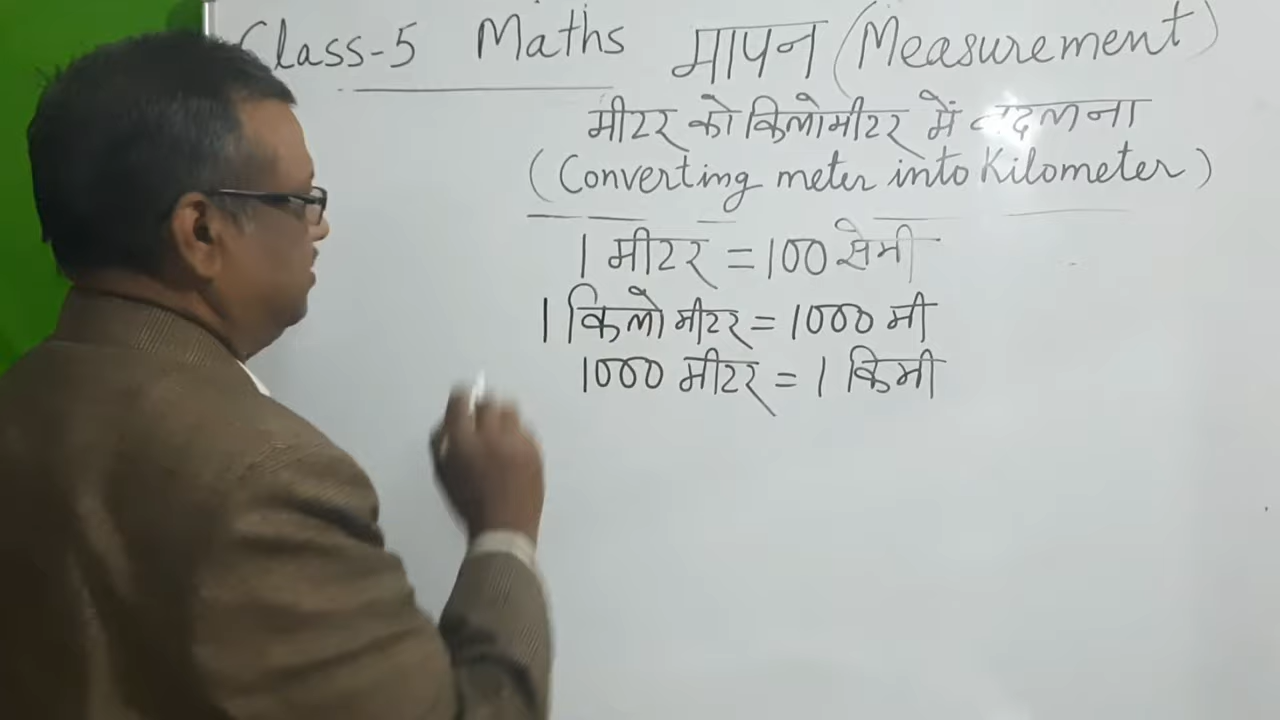 Class-5 Maths मापन (Measurement)
मीटर को किलोमीटर में बदलना
(Converting meter into Kilometer)
1 मीटर = 100 सेमी
1 किलोमीटर = 1000 मी
1000 मीटर = 1 किमी